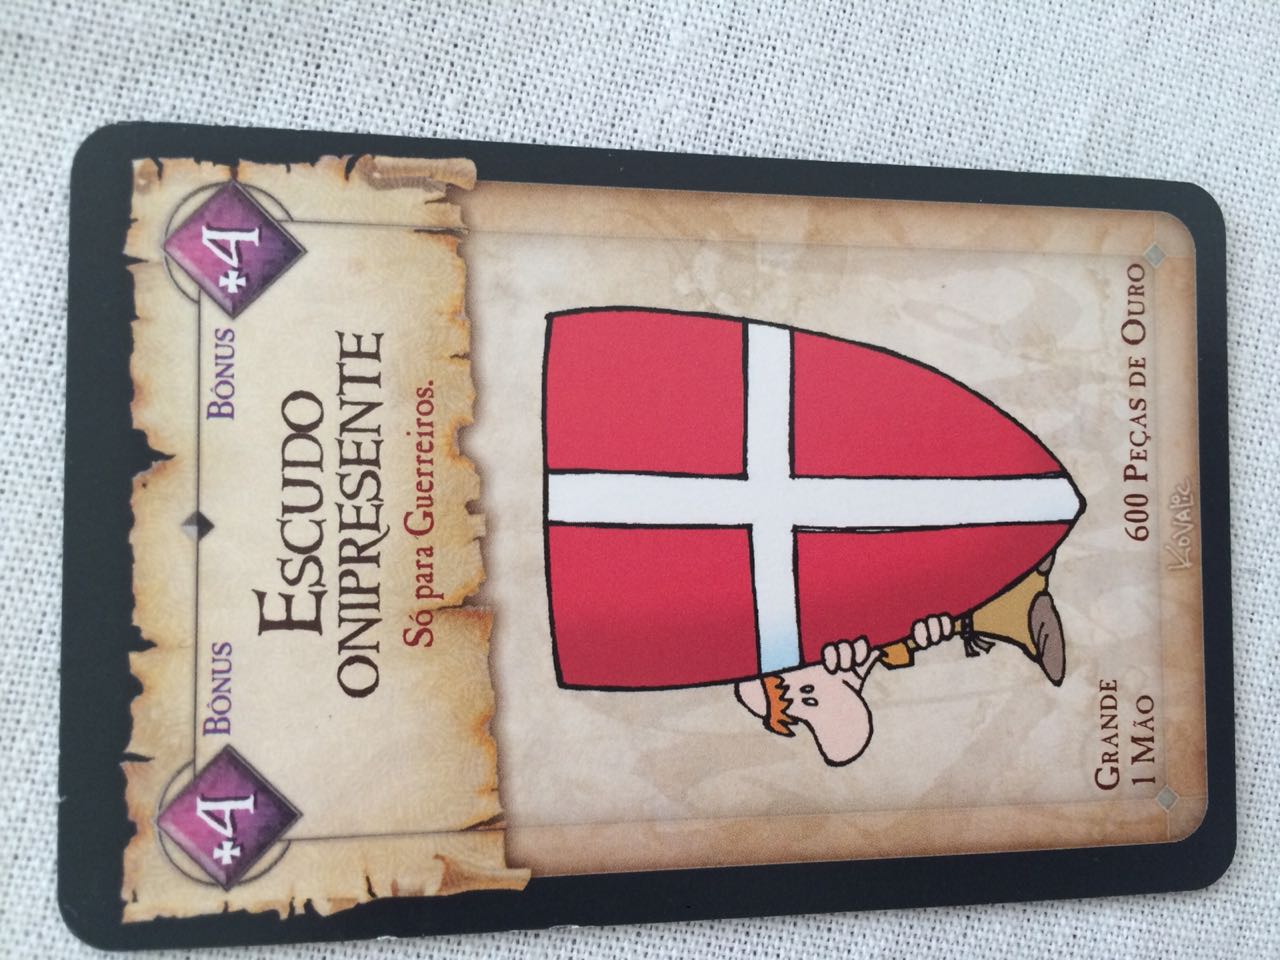 +4 BÔNUS BÔNUS +4
ESCUDO
ONIPRESENTE
Só para Guerreiros.
GRANDE
1 MÃO 600 PEÇAS DE OURO
KOVALIC